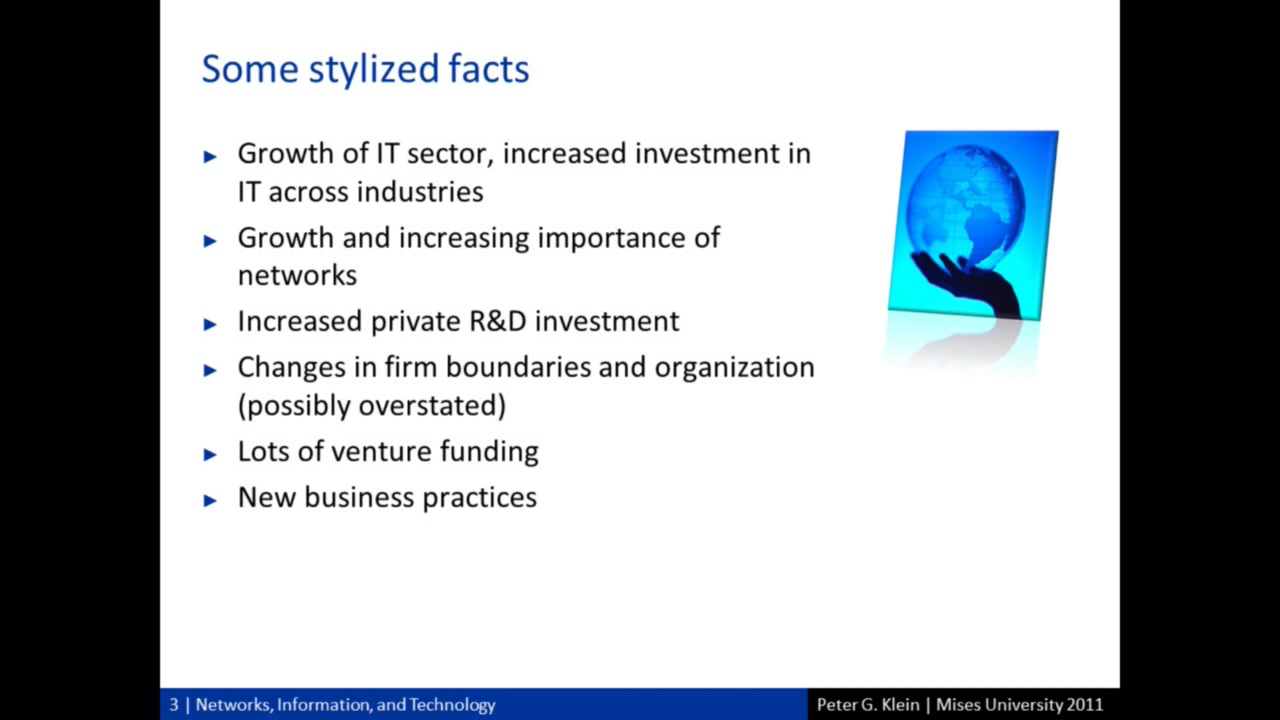 Some stylized facts
► Growth of IT sector, increased investment in
IT across industries
► Growth and increasing importance of
networks
► Increased private R&D investment
► Changes in firm boundaries and organization
(possibly overstated)
► Lots of venture funding
► New business practices
3 | Networks, Information, and Technology
Peter G. Klein | Mises University 2011